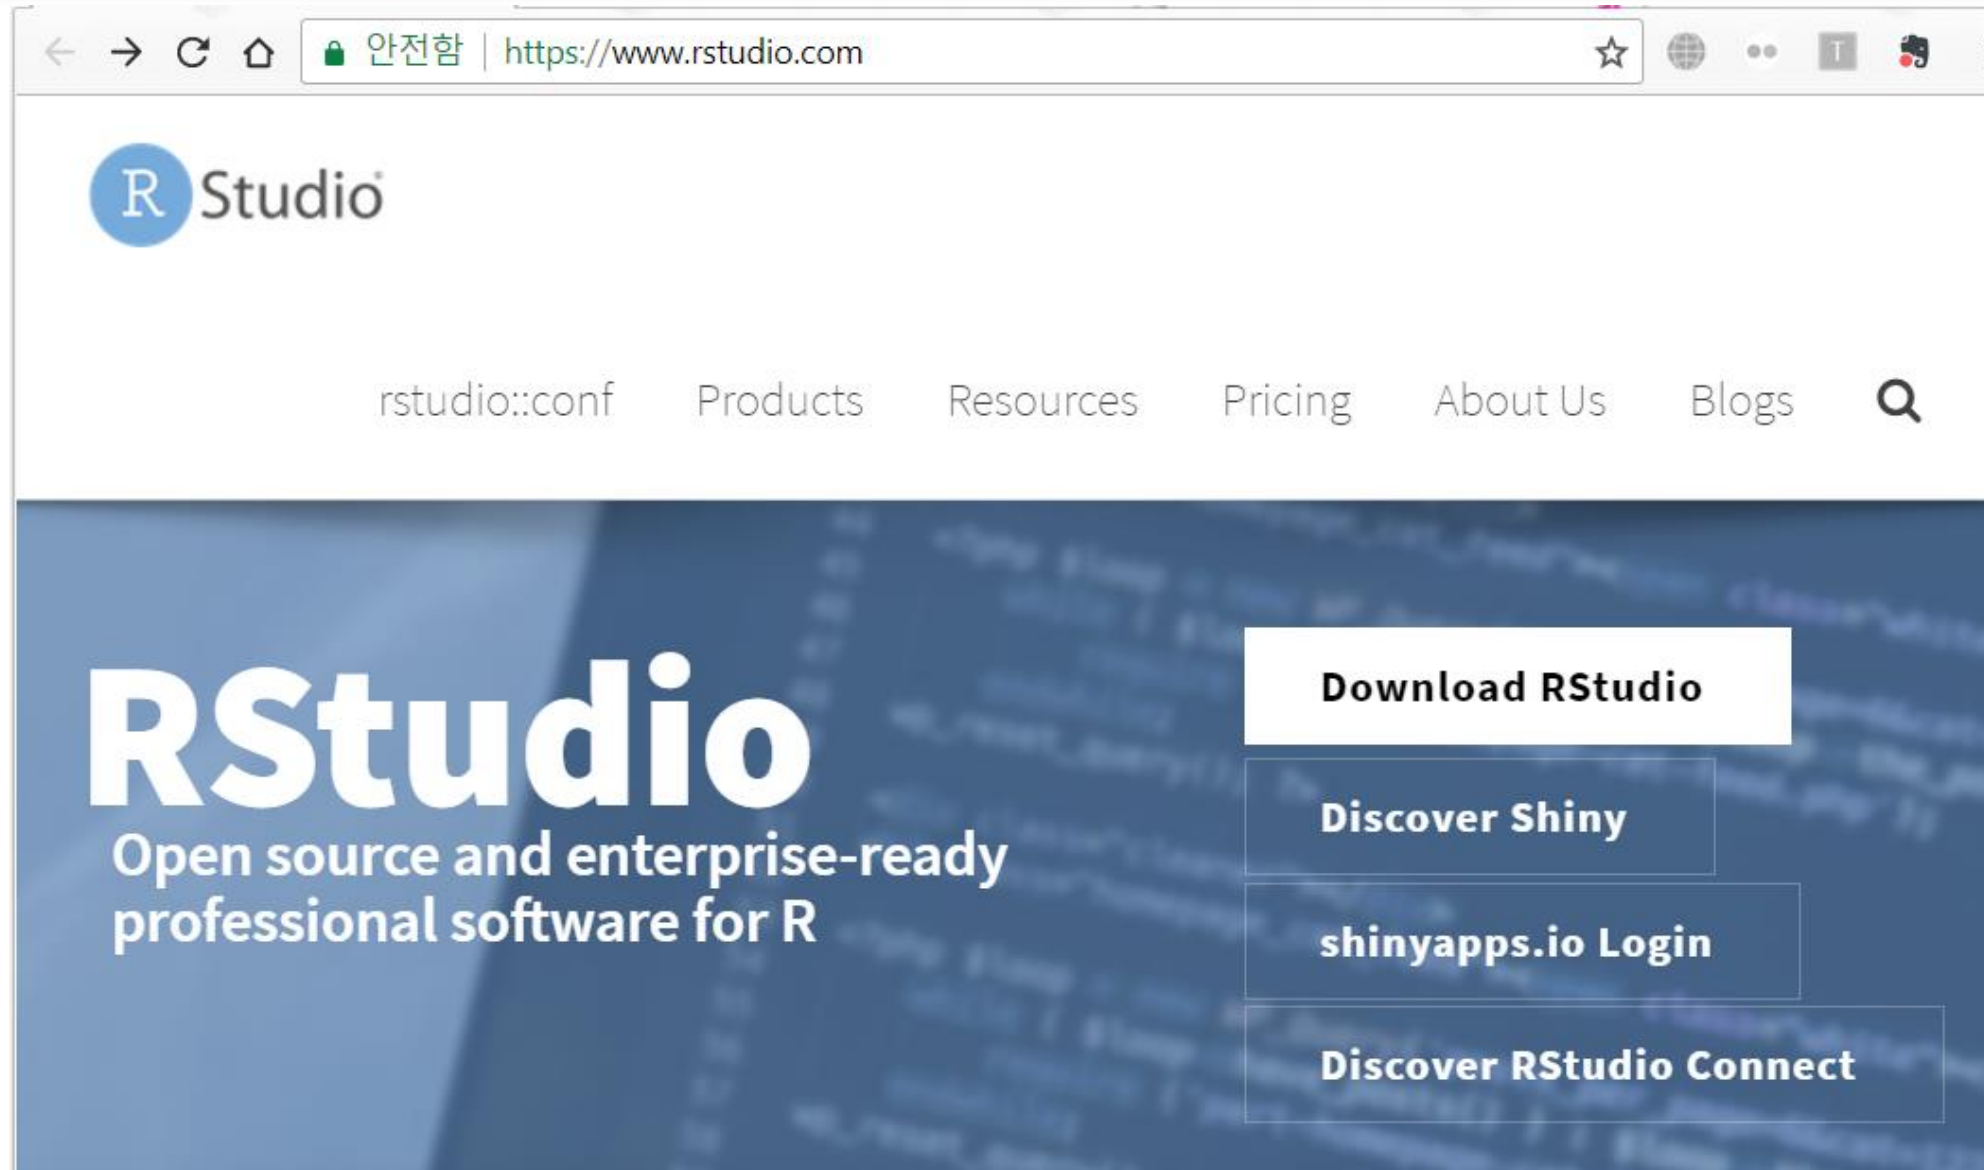 안전함 | https://www.rstudio.com
T
R Studio
rstudio::conf Products Resources Pricing About Us Blogs
RStudio
Open source and enterprise-ready
professional software for R
Download RStudio
Discover Shiny
shinyapps.io Login
Discover RStudio Connect